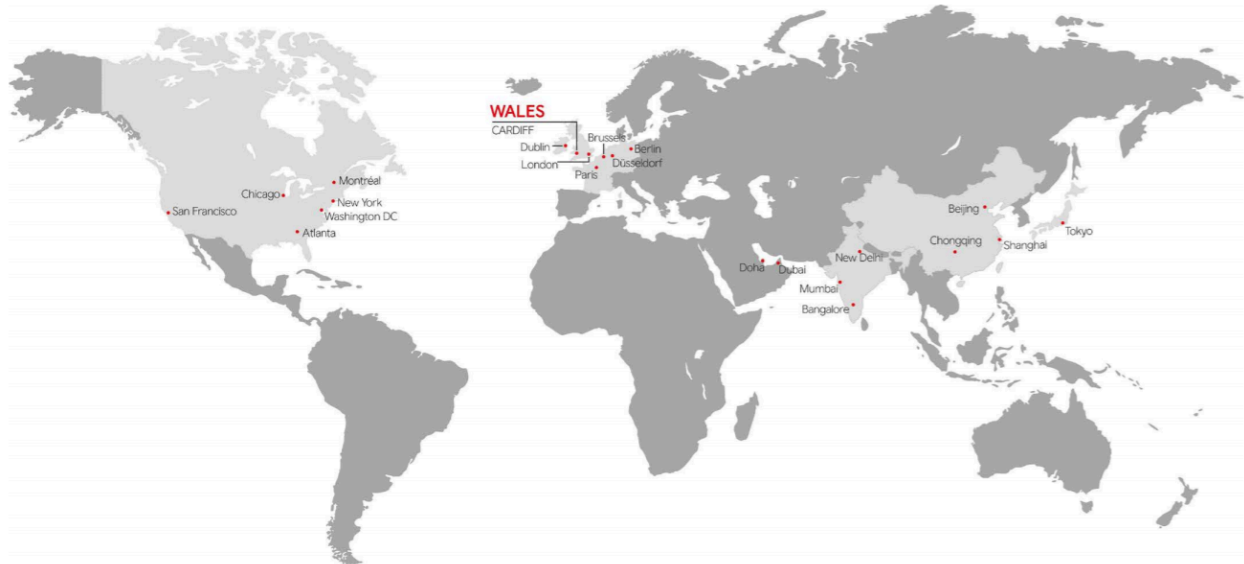 WALES
CARDIFF
Brussels
Dublin
Berlin
London
Düsseidorf
Paris
Montréal
Chicago
New York
San Francisco
Washington DC
Atlanta
Beijing
Tokyo
Chongqing
Shanghai
New Delhi
Doha
Dubai
Mumbai
Bangalore